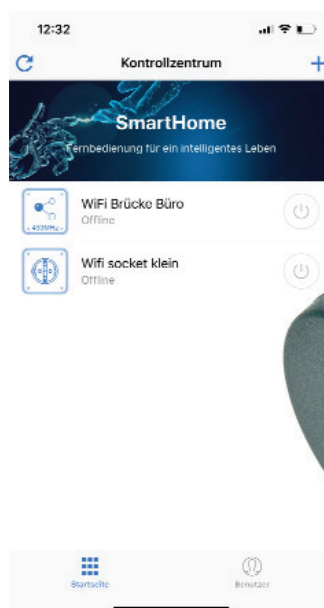 12:32
Kontrollzentrum
SmartHome
Fernbedienung für ein intelligentes Leben
WiFi Brücke Büro
Offline
433MHz
Wifi socket klein
Offline
Startseite
Benutzer